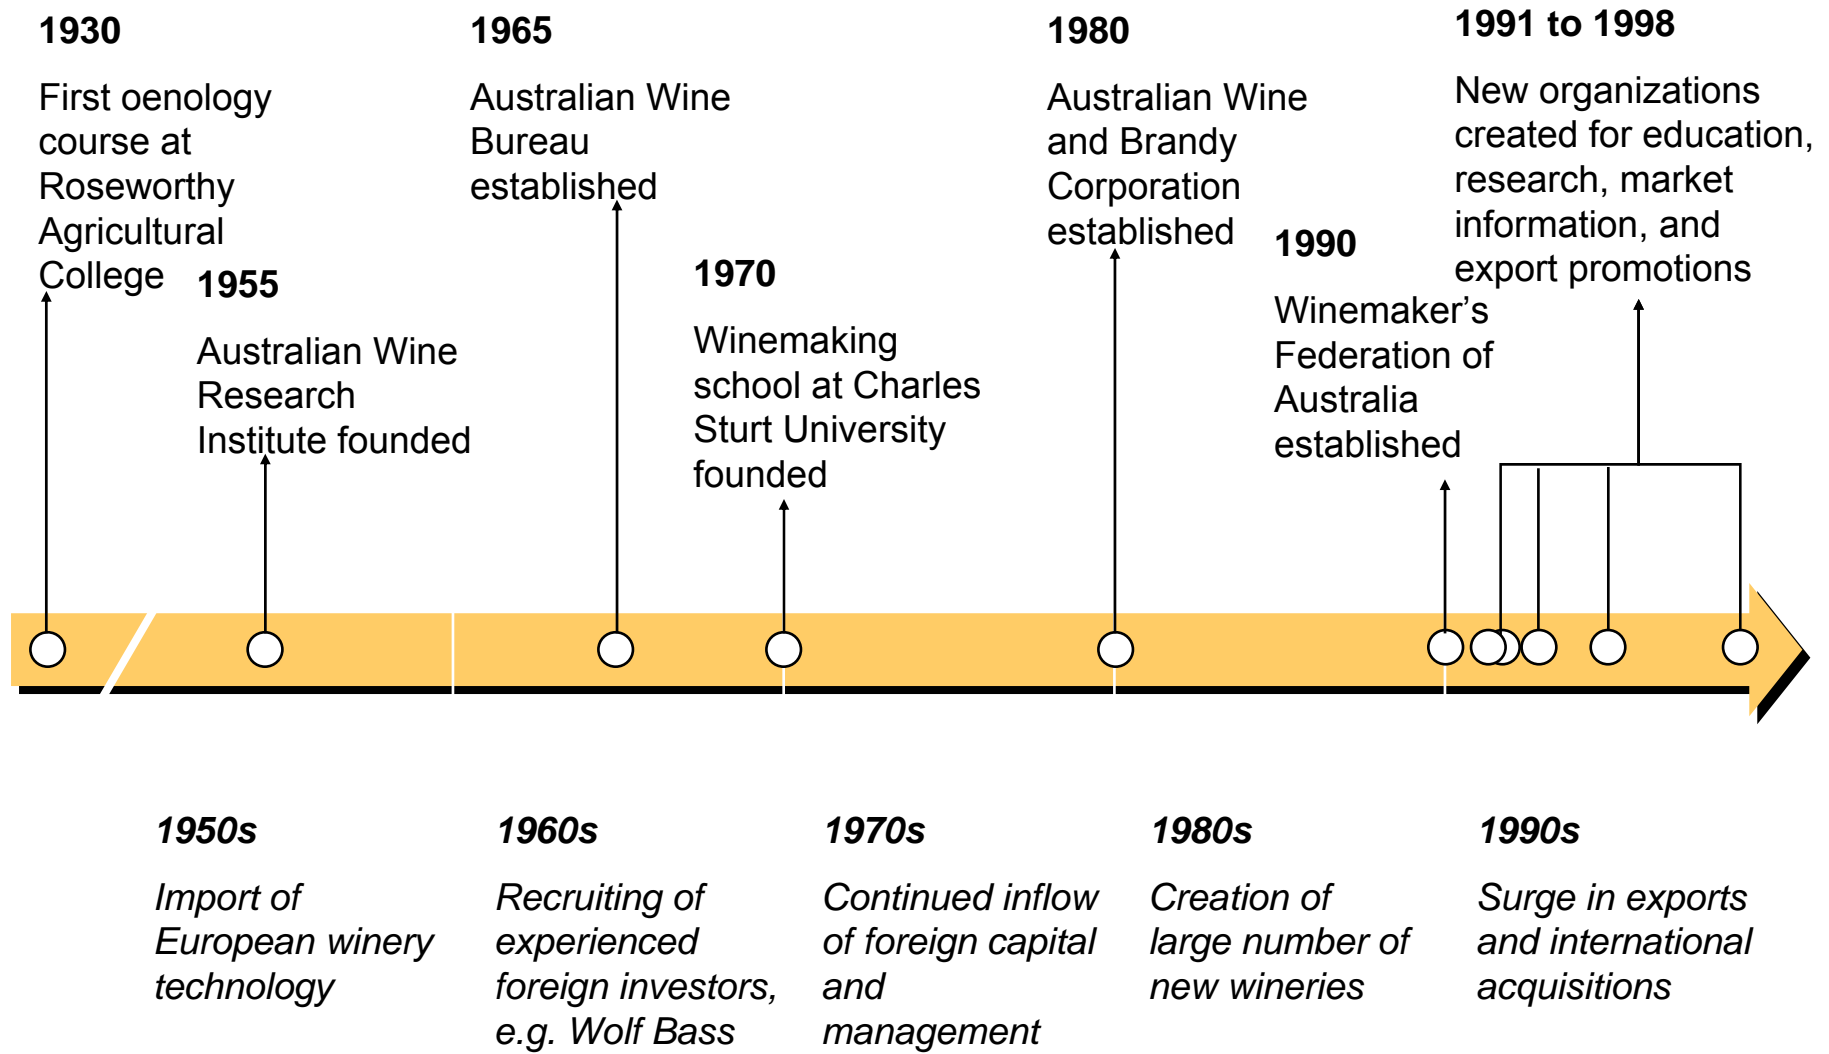 1930
First oenology
course at
Roseworthy
Agricultural
College
1955
Australian Wine
Research
Institute founded
1965
Australian Wine
Bureau
established
1970
Winemaking
school at Charles
Sturt University
founded
1980
Australian Wine
and Brandy
Corporation
established
1990
Winemaker’s
Federation of
Australia
established
1991 to 1998
New organizations
created for education,
research, market
information, and
export promotions
1950s
Import of
European winery
technology
1960s
Recruiting of
experienced
foreign investors,
e.g. Wolf Bass
1970s
Continued inflow
of foreign capital
and
management
1980s
Creation of
large number of
new wineries
1990s
Surge in exports
and international
acquisitions